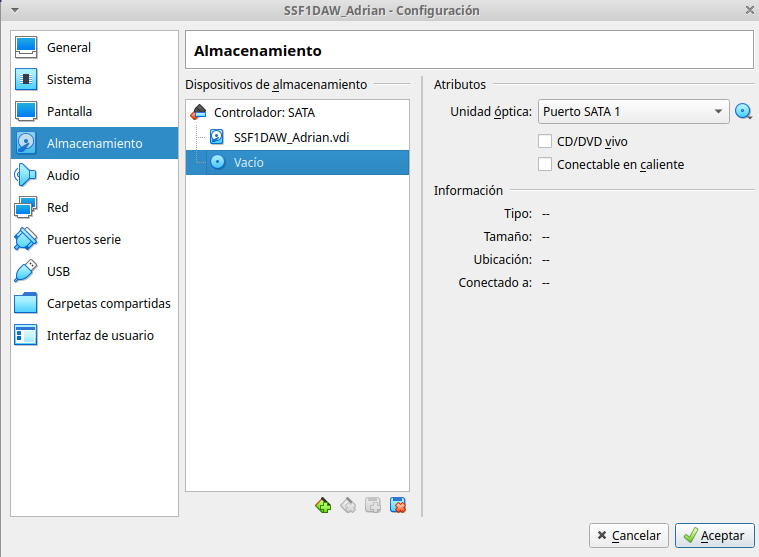 SSF1DAW_Adrian - Configuración
General
Sistema
Pantalla
Almacenamiento
Audio
Red
Puertos serie
USB
Carpetas compartidas
Interfaz de usuario
Almacenamiento
Dispositivos de almacenamiento
Controlador: SATA
SSF1DAW_Adrian.vdi
Vacío
Atributos
Unidad óptica: Puerto SATA 1
CD/DVD vivo
Conectable en caliente
Información
Tipo: --
Tamaño: --
Ubicación: --
Conectado a: --
Cancelar
Aceptar